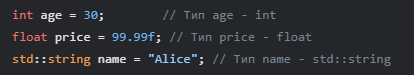 int age = 30;        // Тип age - int
float price = 99.99f; // Тип price - float
std::string name = "Alice"; // Тип name - std::string